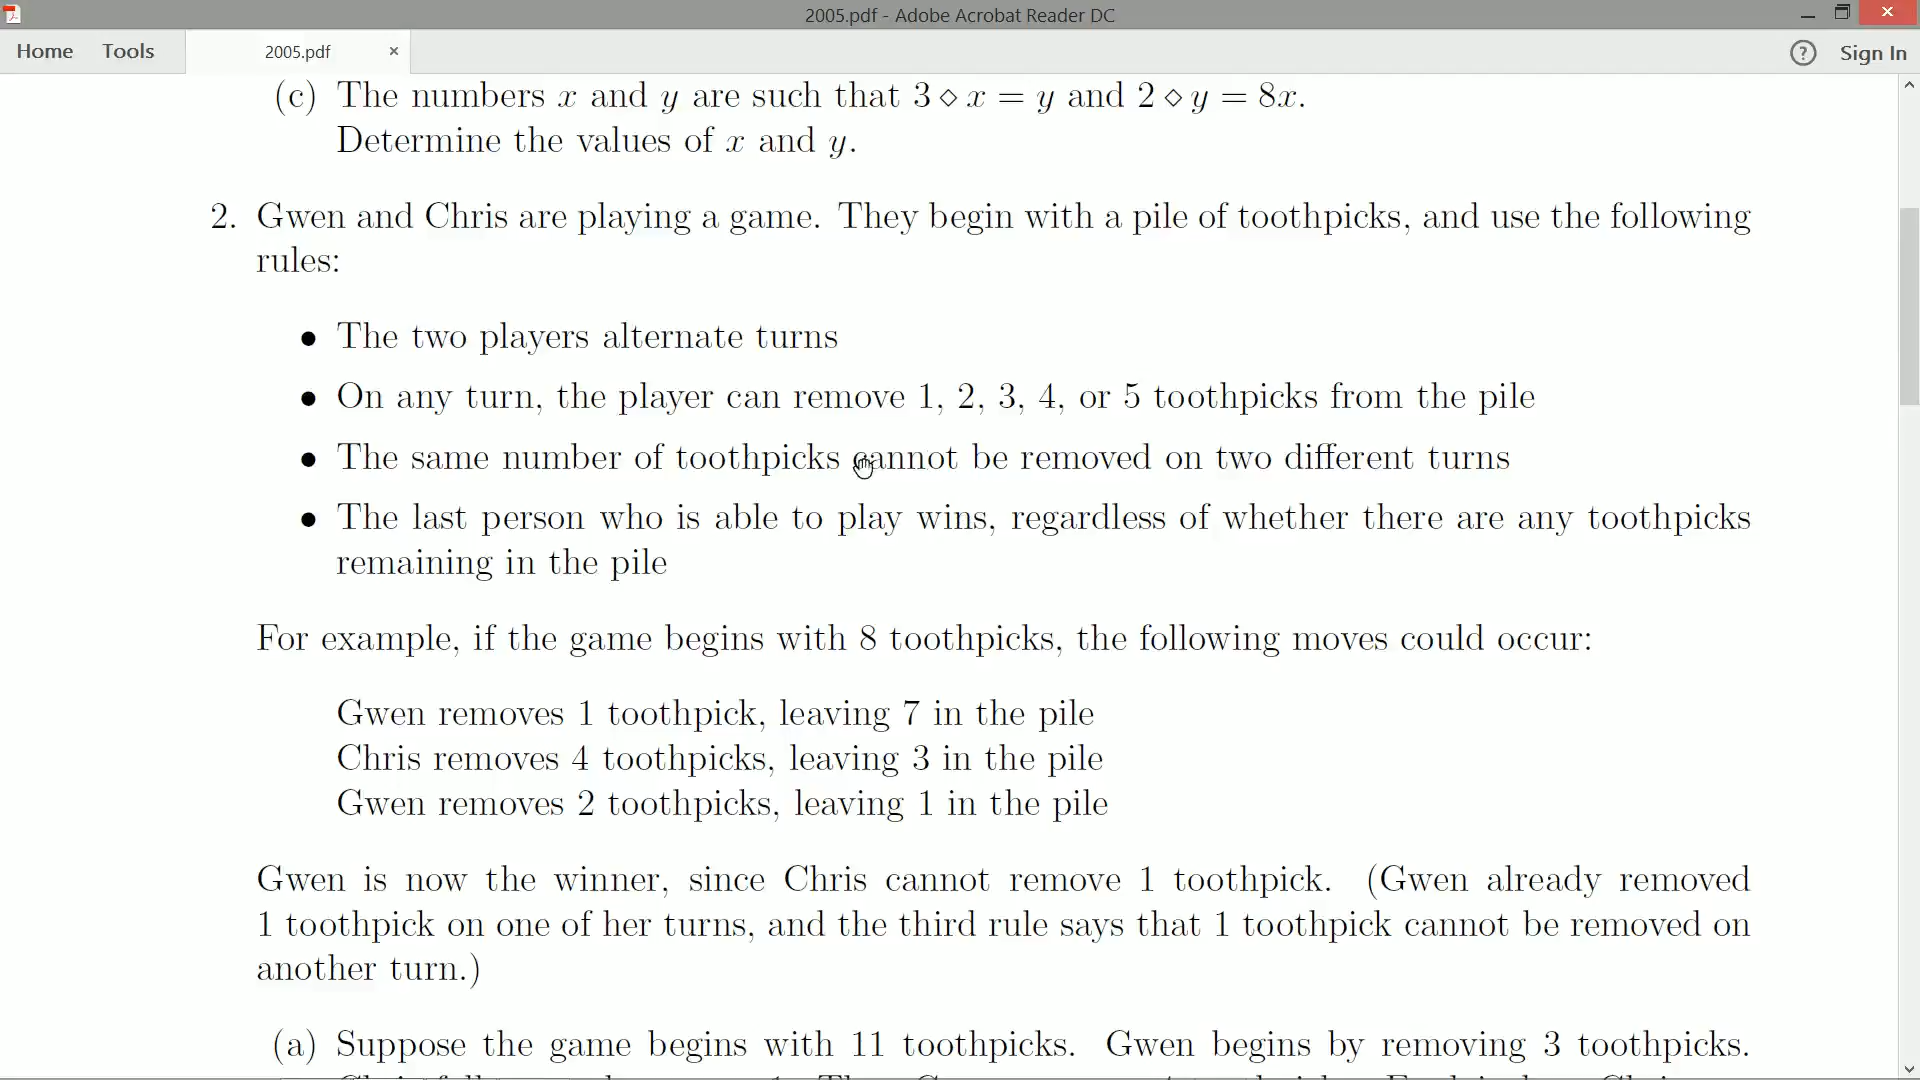 2005.pdf - Adobe Acrobat Reader DC
Home Tools 2005.pdf × ? Sign In
(c) The numbers x and y are such that 3 ⋄ x = y and 2 ⋄ y = 8x.
Determine the values of x and y.
2. Gwen and Chris are playing a game. They begin with a pile of toothpicks, and use the following
rules:
• The two players alternate turns
• On any turn, the player can remove 1, 2, 3, 4, or 5 toothpicks from the pile
• The same number of toothpicks cannot be removed on two different turns
• The last person who is able to play wins, regardless of whether there are any toothpicks
remaining in the pile
For example, if the game begins with 8 toothpicks, the following moves could occur:
Gwen removes 1 toothpick, leaving 7 in the pile
Chris removes 4 toothpicks, leaving 3 in the pile
Gwen removes 2 toothpicks, leaving 1 in the pile
Gwen is now the winner, since Chris cannot remove 1 toothpick. (Gwen already removed
1 toothpick on one of her turns, and the third rule says that 1 toothpick cannot be removed on
another turn.)
(a) Suppose the game begins with 11 toothpicks. Gwen begins by removing 3 toothpicks.